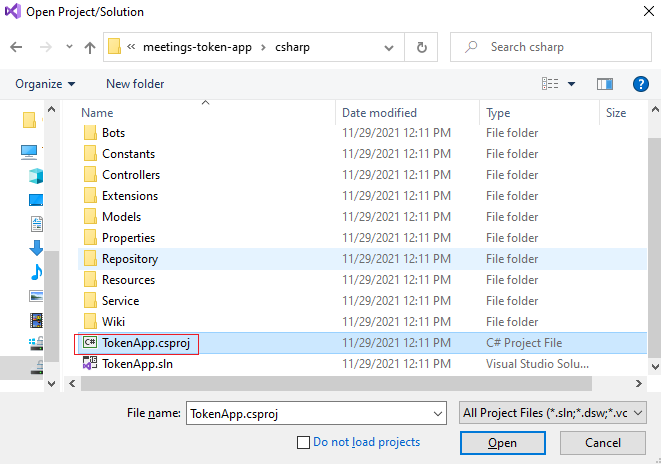 Open Project/Solution
« meetings-token-app › csharp
Search csharp
Organize New folder
Name Date modified Type Size
Bots 11/29/2021 12:11 PM File folder
Constants 11/29/2021 12:11 PM File folder
Controllers 11/29/2021 12:11 PM File folder
Extensions 11/29/2021 12:11 PM File folder
Models 11/29/2021 12:11 PM File folder
Properties 11/29/2021 12:11 PM File folder
Repository 11/29/2021 12:11 PM File folder
Resources 11/29/2021 12:11 PM File folder
Service 11/29/2021 12:11 PM File folder
Wiki 11/29/2021 12:11 PM File folder
C# TokenApp.csproj 11/29/2021 12:11 PM C# Project File
TokenApp.sln 11/29/2021 12:11 PM Visual Studio Solu...
File name: TokenApp.csproj All Project Files (*.sln;*.dsw;*.vc
Do not load projects
Open Cancel